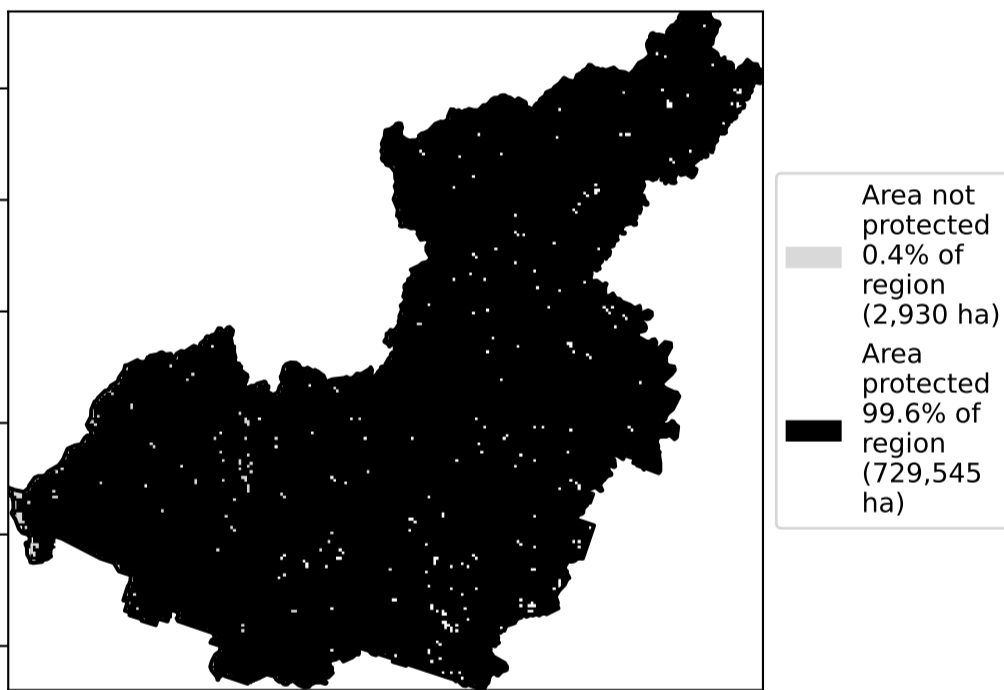 Area not
protected
0.4% of
region
(2,930 ha)
Area
protected
99.6% of
region
(729,545
ha)